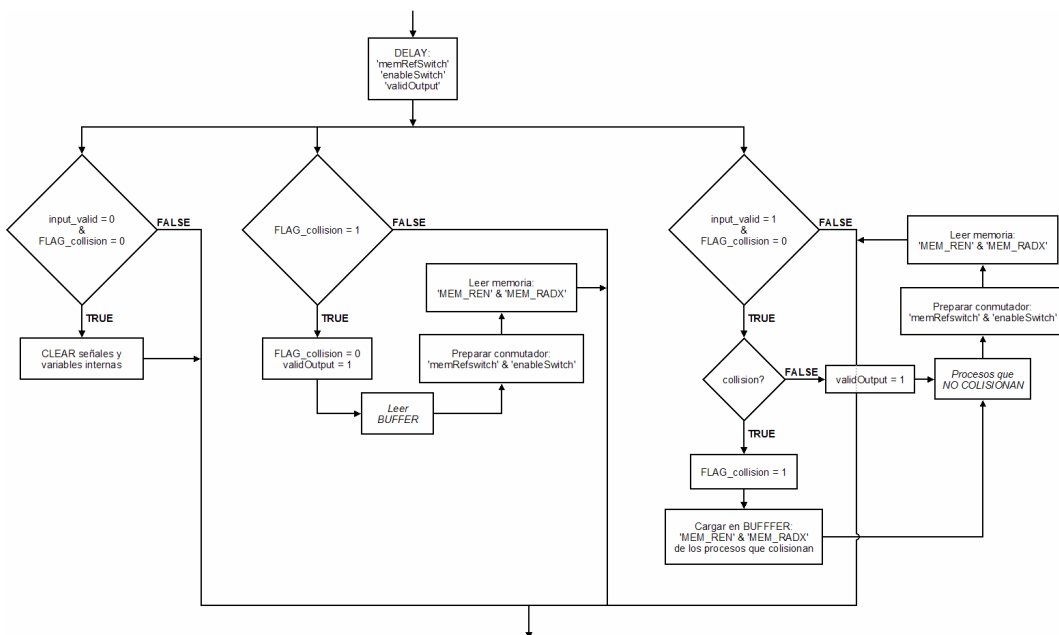 DELAY:
'memRefSwitch'
'enableSwitch'
'validOutput'
input_valid = 0
&
FLAG_collision = 0
FALSE
TRUE
CLEAR señales y
variables internas
FLAG_collision = 1
FALSE
TRUE
FLAG_collision = 0
validOutput = 1
Leer
BUFFER
Preparar conmutador:
'memRefswitch' & 'enableSwitch'
Leer memoria:
'MEM_REN' & 'MEM_RADX'
input_valid = 1
&
FLAG_collision = 0
FALSE
TRUE
collision?
FALSE
validOutput = 1
TRUE
FLAG_collision = 1
Cargar en BUFFFER:
'MEM_REN' & 'MEM_RADX'
de los procesos que colisionan
Procesos que
NO COLISIONAN
Preparar conmutador:
'memRefswitch' & 'enableSwitch'
Leer memoria:
'MEM_REN' & 'MEM_RADX'